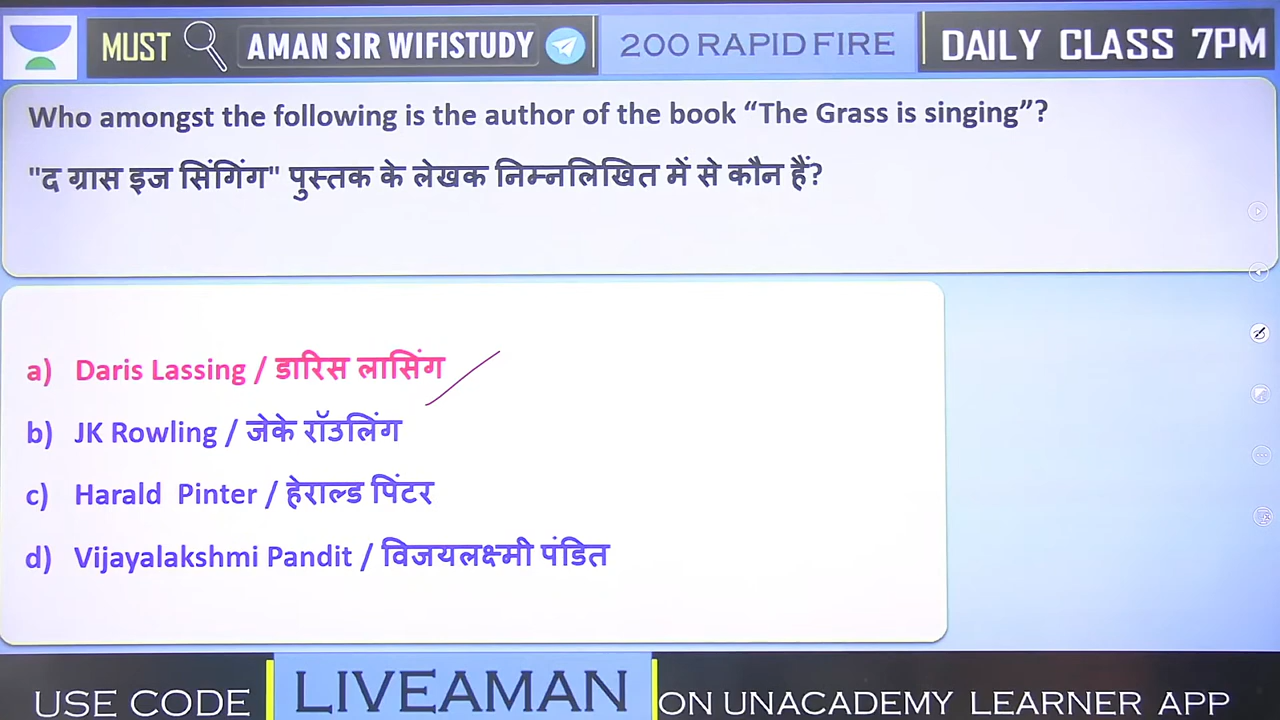 MUST AMAN SIR WIFISTUDY 200 RAPID FIRE DAILY CLASS 7PM
Who amongst the following is the author of the book “The Grass is singing”?
"द ग्रास इज सिंगिंग" पुस्तक के लेखक निम्नलिखित में से कौन हैं?
a) Daris Lassing / डारिस लासिंग
b) JK Rowling / जेके रॉउलिंग
c) Harald Pinter / हेराल्ड पिंटर
d) Vijayalakshmi Pandit / विजयलक्ष्मी पंडित
USE CODE LIVEAMAN ON UNACADEMY LEARNER APP